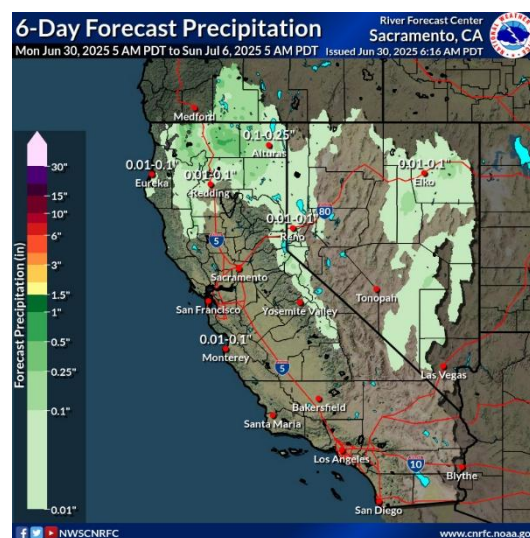 6-Day Forecast Precipitation
Mon Jun 30, 2025 5 AM PDT to Sun Jul 6, 2025 5 AM PDT
River Forecast Center
Sacramento, CA
Issued Jun 30, 2025 6:16 AM PDT
Forecast Precipitation (in)
30"
15"
10"
6"
3"
1.5"
1"
0.5"
0.25"
0.1"
0.01"
Medford
0.1-0.25"
Alturas
0.01-0.1"
Eureka
0.01-0.1"
Redding
0.01-0.1"
Elko
0.01-0.1"
Reno
80
5
Sacramento
San Francisco
Yosemite Valley
Tonopah
0.01-0.1"
Monterey
5
Las Vegas
Bakersfield
Santa Maria
Los Angeles
10
Blythe
San Diego
NWSCNRFC
www.cnrfc.noaa.go